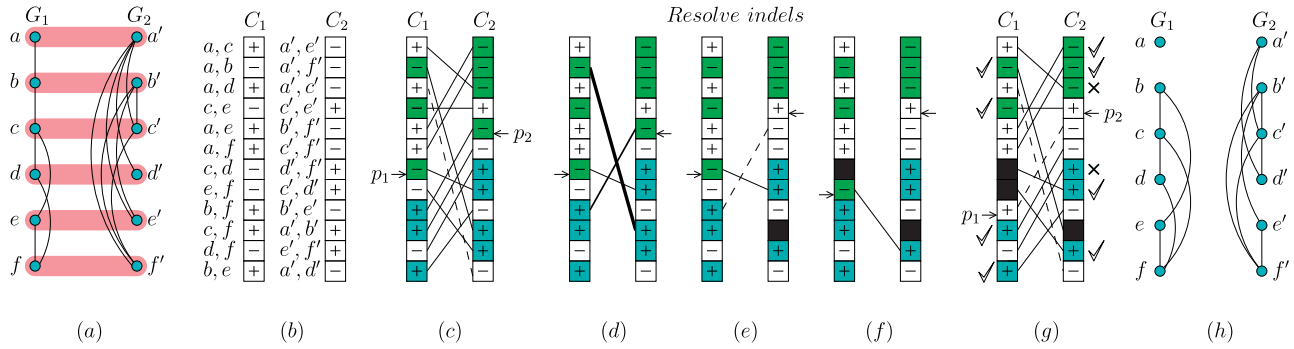 G₁ G₂ C₁ C₂ C₁ C₂ Resolve indels C₁ C₂ G₁ G₂
a a′ a, c + a′, e′ − + − + + + + − a a′
b b′ a, b + a′, f′ − − − − − − − − b b′
c c′ a, d + a′, c′ − + − + − + − + − + − c c′
d d′ c, e − c′, e′ + − + − + − + − + − + d d′
e e′ a, e + b′, f′ − + − p₂ + − + − + − + − p₂ e e′
f f′ a, f + c′, f′ − + − + − + − − − f f′
c, d − d′, f′ + p₁ − + − + − + + +
e, f − c′, d′ + − + − + − + − + +
b, f + b′, e′ − + − + − + − + − p₁ + −
c, f + a′, b′ + + + + + + + +
d, f − e′, f′ + − + − + − + − + − +
b, e + a′, d′ − + − + − + − + − + −
(a) (b) (c) (d) (e) (f) (g) (h)